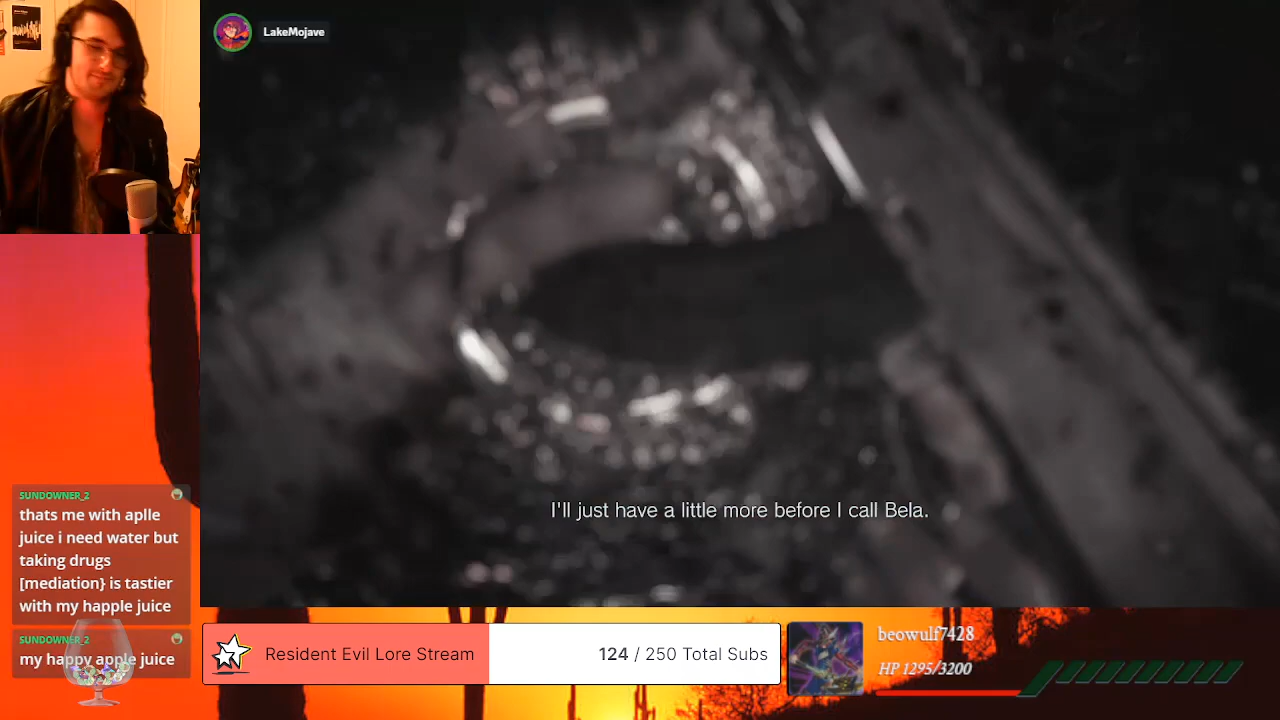 LakeMojave
I'll just have a little more before I call Bela.
SUNDOWNER_2
thats me with aplle
juice i need water but
taking drugs
[mediation} is tastier
with my happle juice
SUNDOWNER_2
my happy apple juice
Resident Evil Lore Stream
124 / 250 Total Subs
beowulf7428
HP 1295/3200